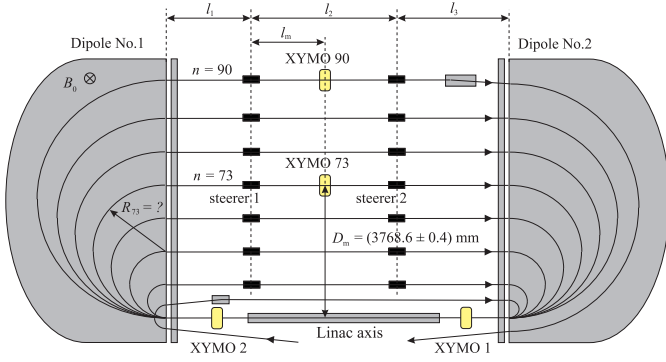 l₁ l₂ l₃
Dipole No.1 lₘ Dipole No.2
XYMO 90
B₀ n = 90
XYMO 73
n = 73
steerer 1 steerer 2
R₇₃ = ?
Dₘ = (3768.6 ± 0.4) mm
Linac axis
XYMO 2 XYMO 1